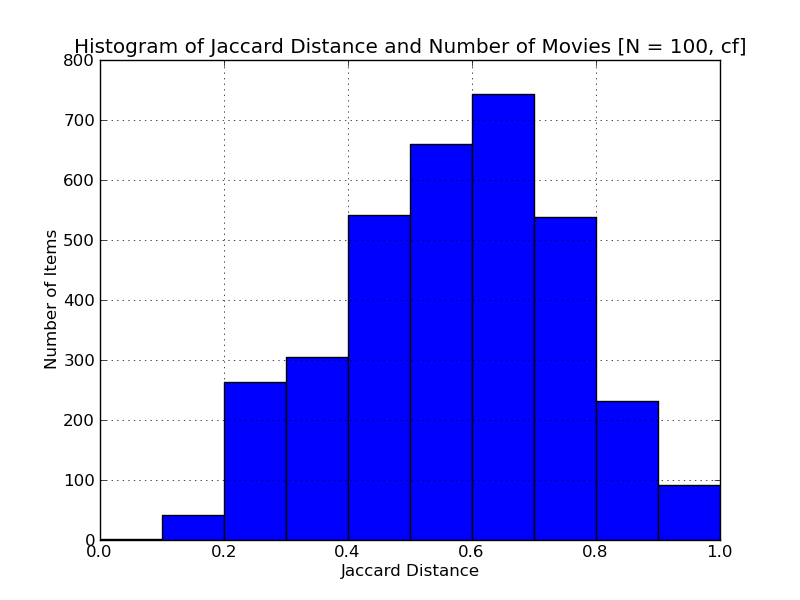 Histogram of Jaccard Distance and Number of Movies [N = 100, cf]
800
700
600
500
400
300
200
100
0
Number of Items
0.0 0.2 0.4 0.6 0.8 1.0
Jaccard Distance